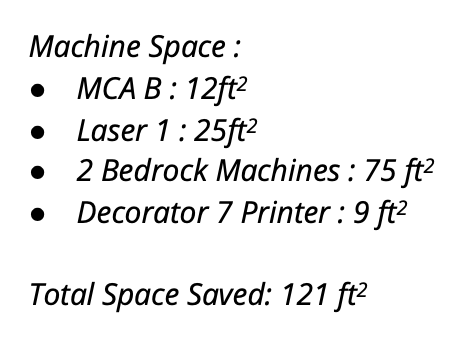 Machine Space :
● MCA B : 12ft²
● Laser 1 : 25ft²
● 2 Bedrock Machines : 75 ft²
● Decorator 7 Printer : 9 ft²
Total Space Saved: 121 ft²